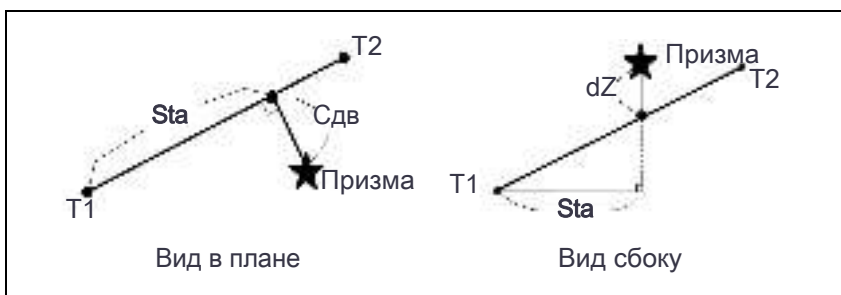 T2
Sta
Сдв
Призма
T1
Вид в плане
Призма
T2
dZ
T1
Sta
Вид сбоку